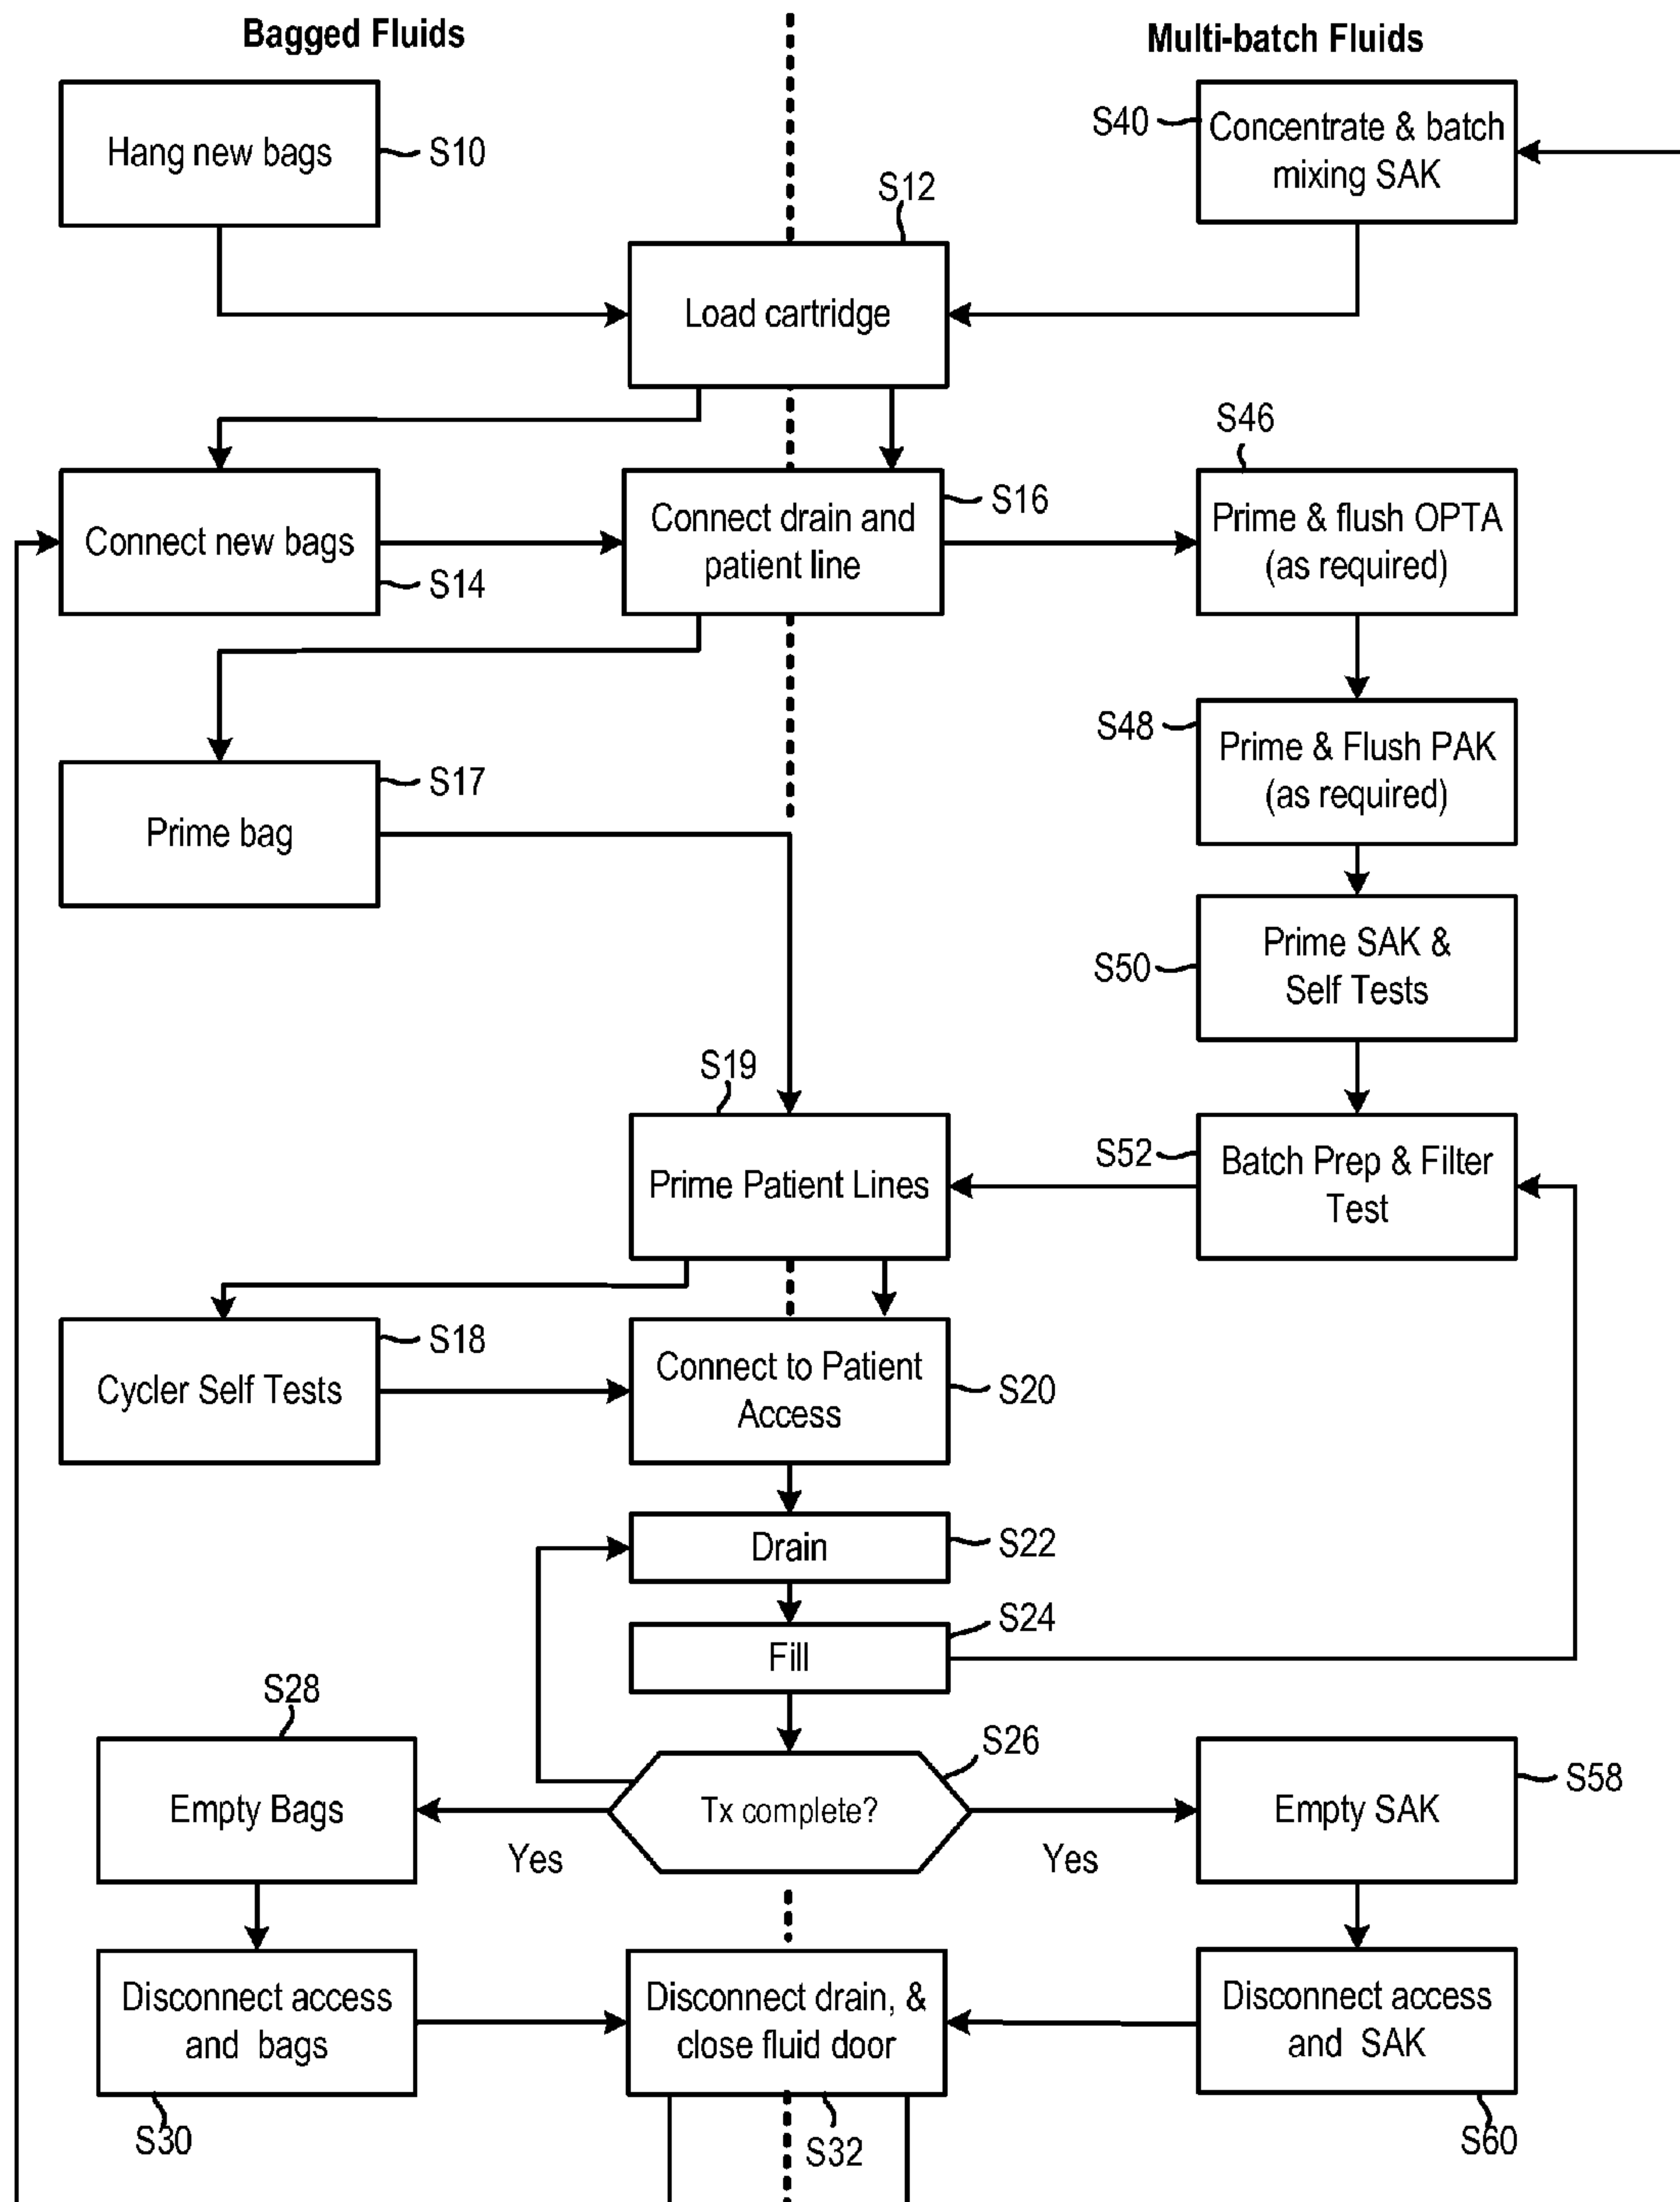 Bagged Fluids
Multi-batch Fluids
Hang new bags
S10
S40
Concentrate & batch
mixing SAK
S12
Load cartridge
S46
Connect new bags
S14
Connect drain and
patient line
S16
Prime & flush OPTA
(as required)
S48
Prime & Flush PAK
(as required)
S17
Prime bag
S50
Prime SAK &
Self Tests
S19
Prime Patient Lines
S52
Batch Prep & Filter
Test
S18
Cycler Self Tests
Connect to Patient
Access
S20
Drain
S22
Fill
S24
S28
Empty Bags
Yes
Tx complete?
S26
Yes
Empty SAK
S58
Disconnect access
and bags
S30
Disconnect drain, &
close fluid door
S32
Disconnect access
and SAK
S60